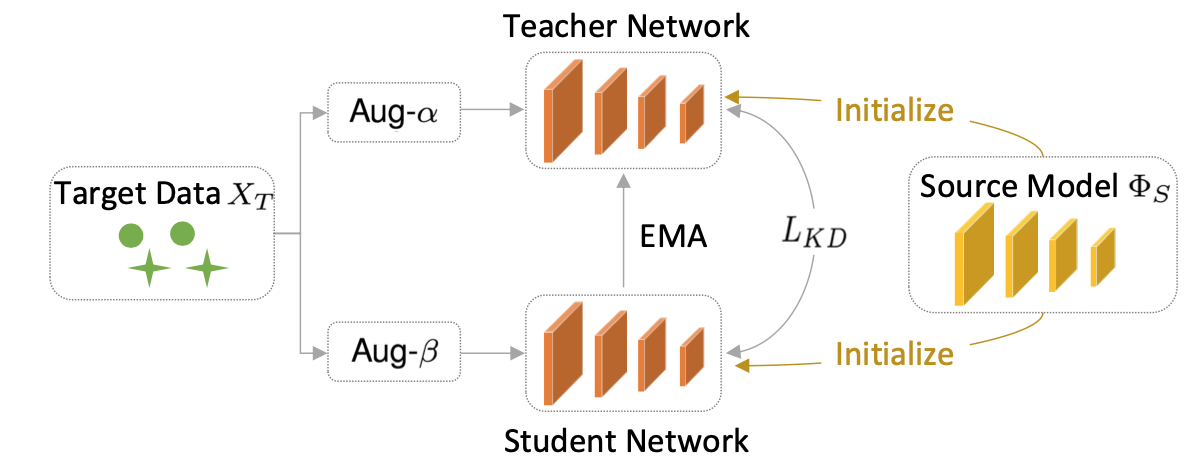 Teacher Network
Aug-α
Initialize
Target Data X_T
Source Model Φ_S
EMA
L_KD
Aug-β
Initialize
Student Network